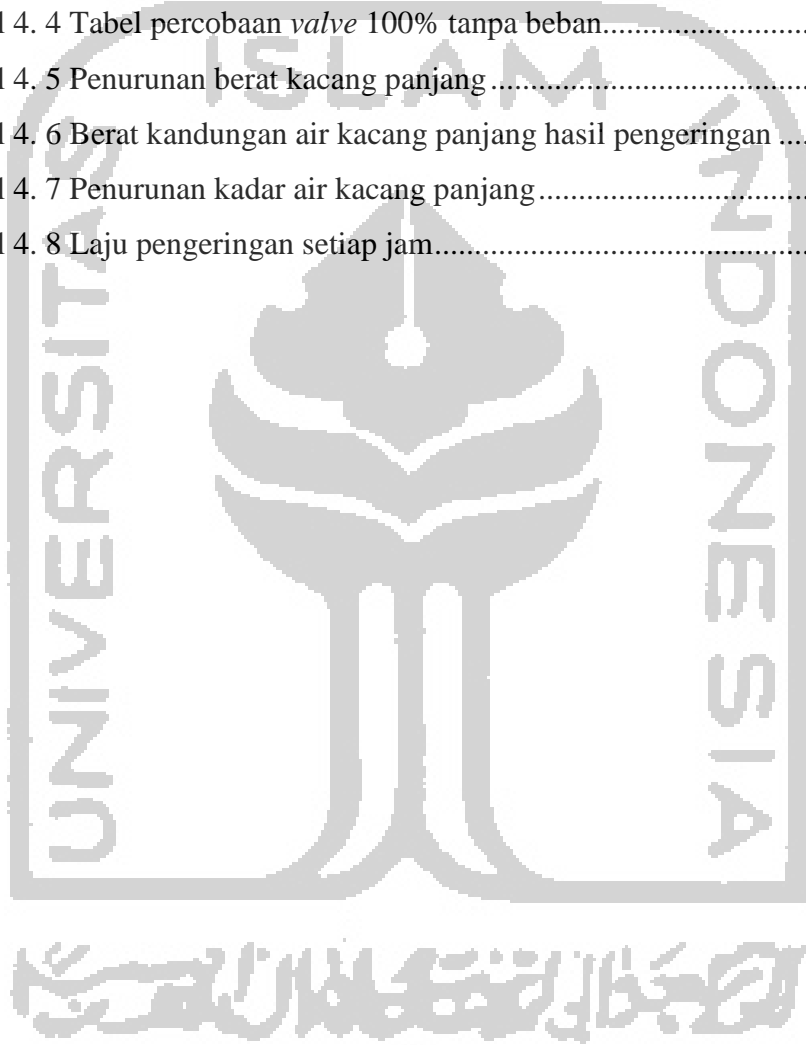 l 4. 4 Tabel percobaan valve 100% tanpa beban.......................
l 4. 5 Penurunan berat kacang panjang.......................................
l 4. 6 Berat kandungan air kacang panjang hasil pengeringan ....
l 4. 7 Penurunan kadar air kacang panjang.................................
l 4. 8 Laju pengeringan setiap jam..............................................
UNIVERSITAS
ISLAM
INDONESIA